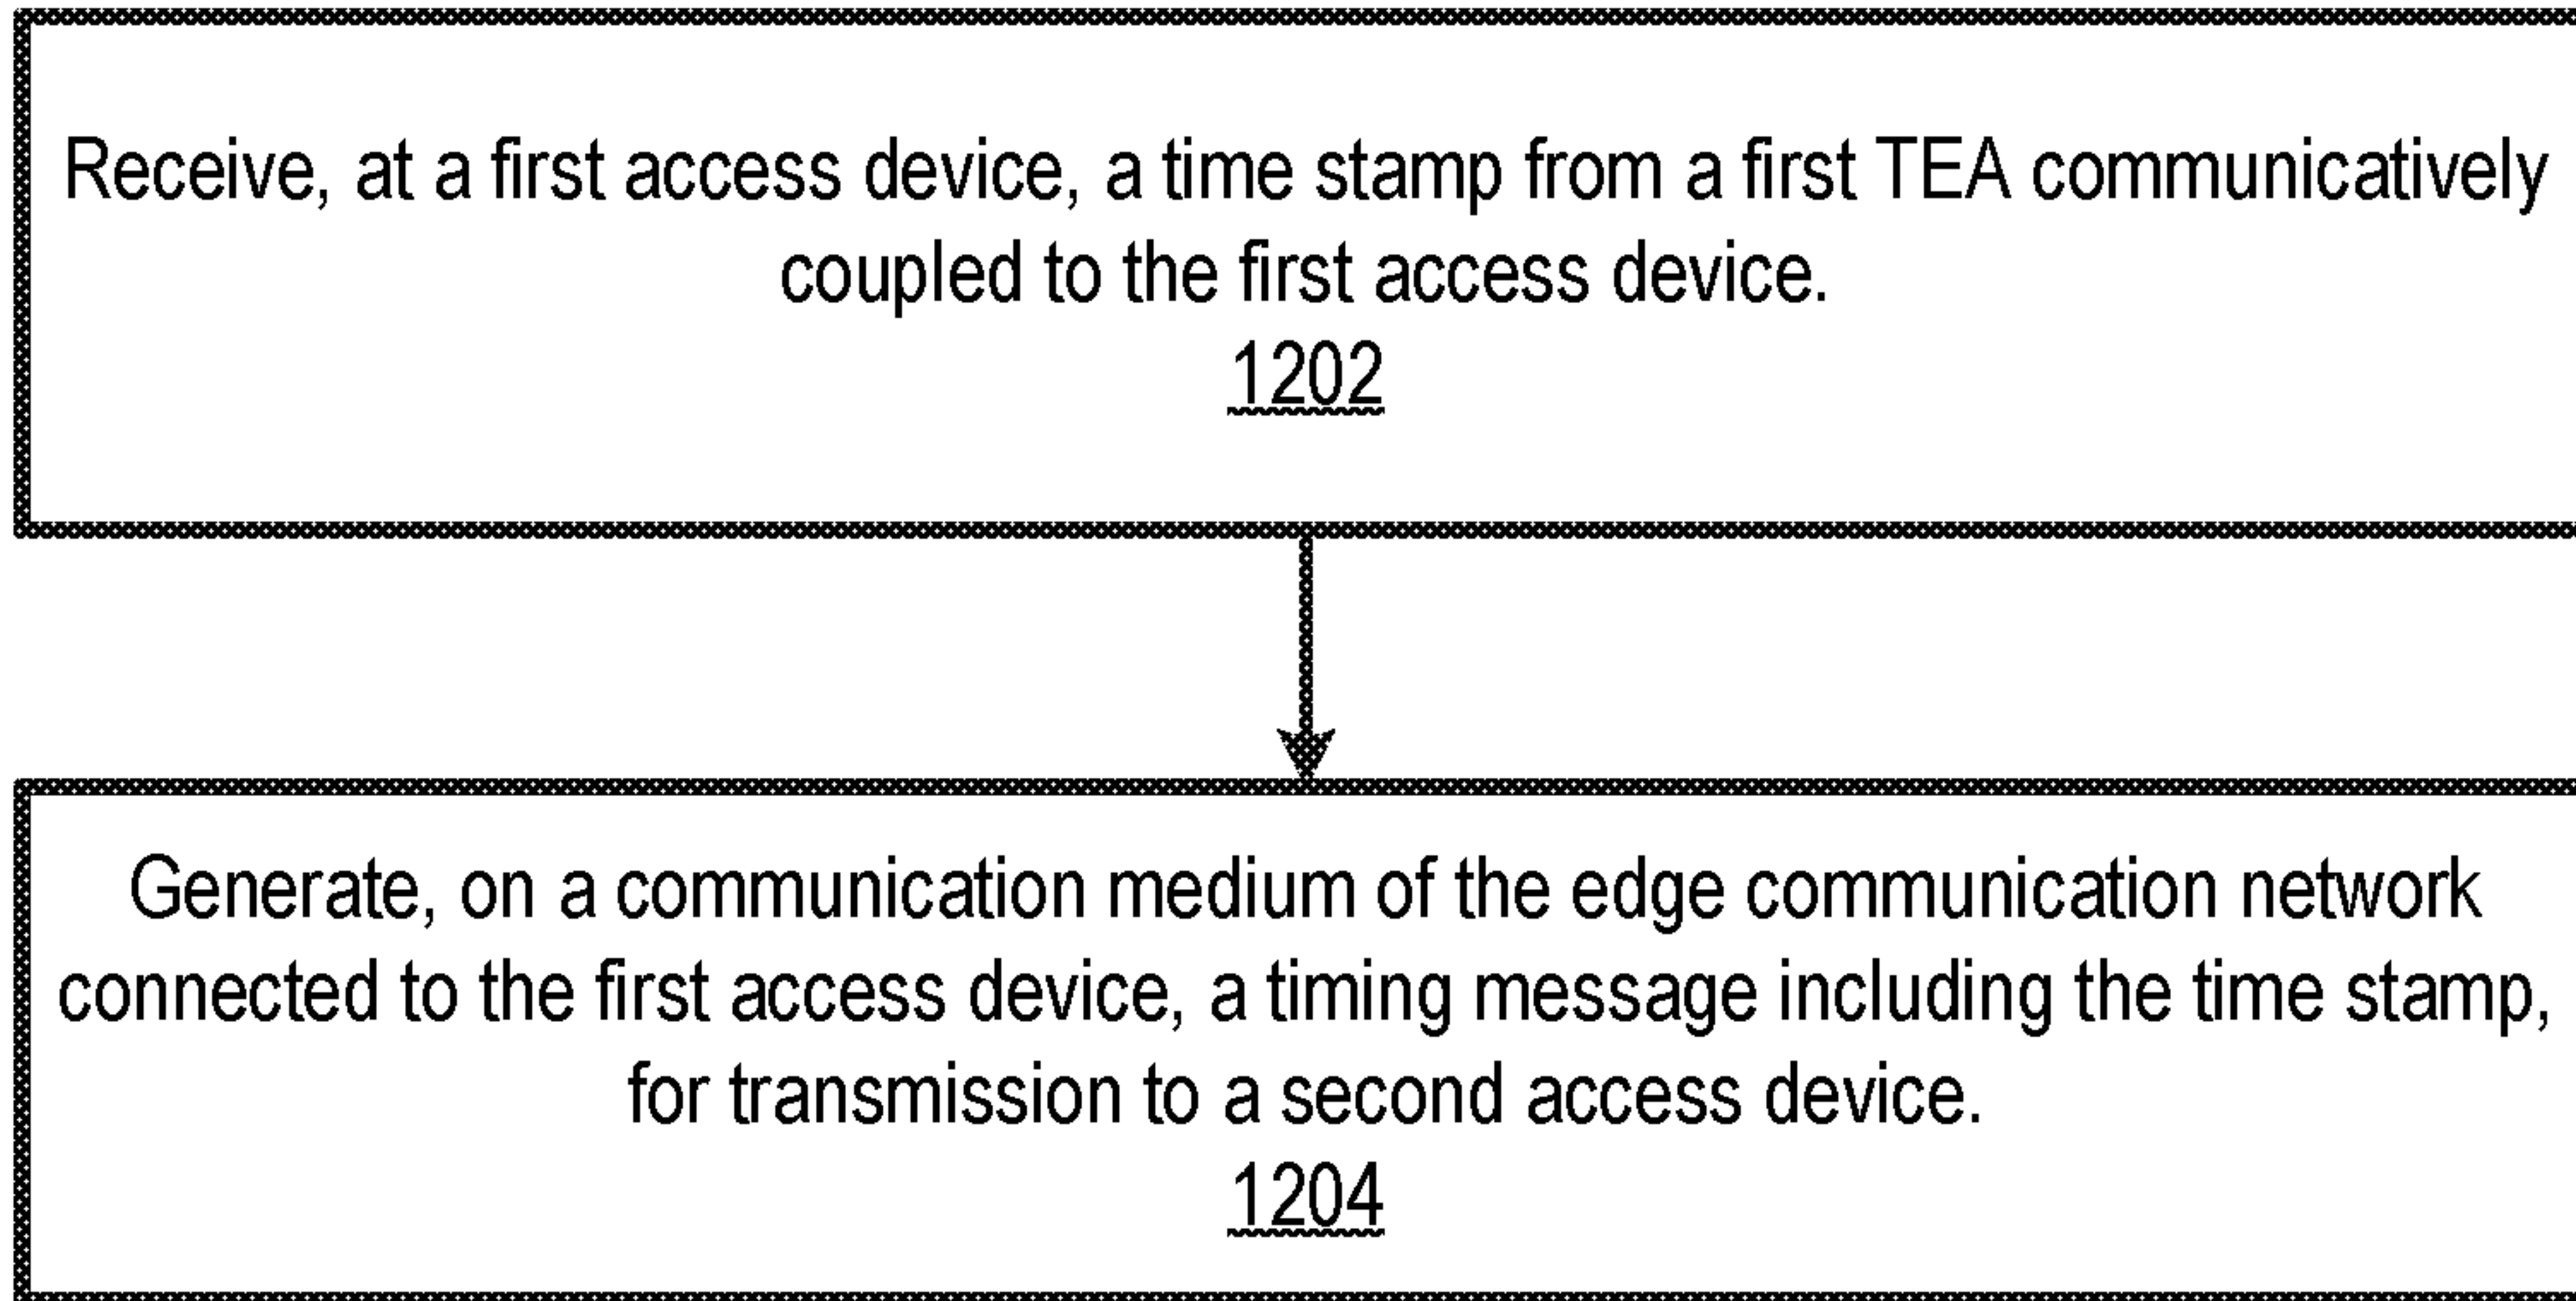 Receive, at a first access device, a time stamp from a first TEA communicatively
coupled to the first access device.
1202
Generate, on a communication medium of the edge communication network
connected to the first access device, a timing message including the time stamp,
for transmission to a second access device.
1204